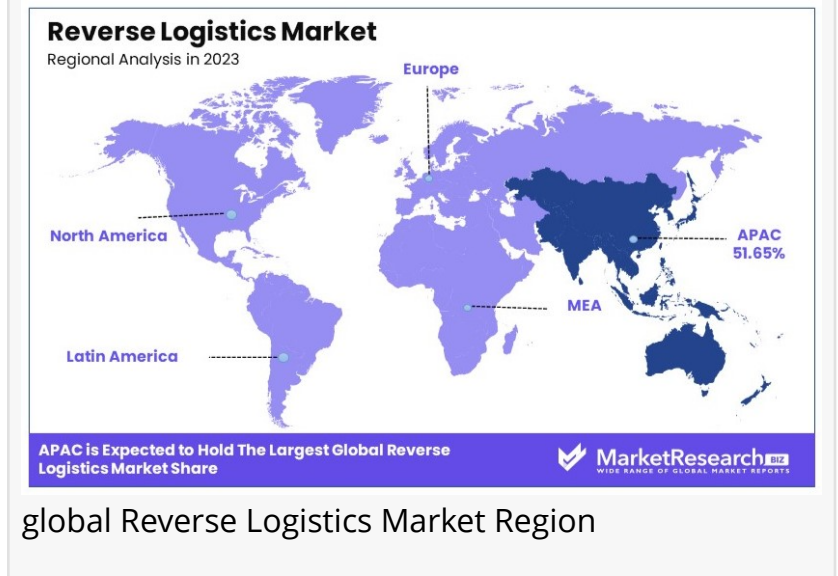 Reverse Logistics Market
Regional Analysis in 2023
Europe
North America
APAC
51.65%
MEA
Latin America
APAC is Expected to Hold The Largest Global Reverse
Logistics Market Share
MarketResearch BIZ
WIDE RANGE OF GLOBAL MARKET REPORTS
global Reverse Logistics Market Region